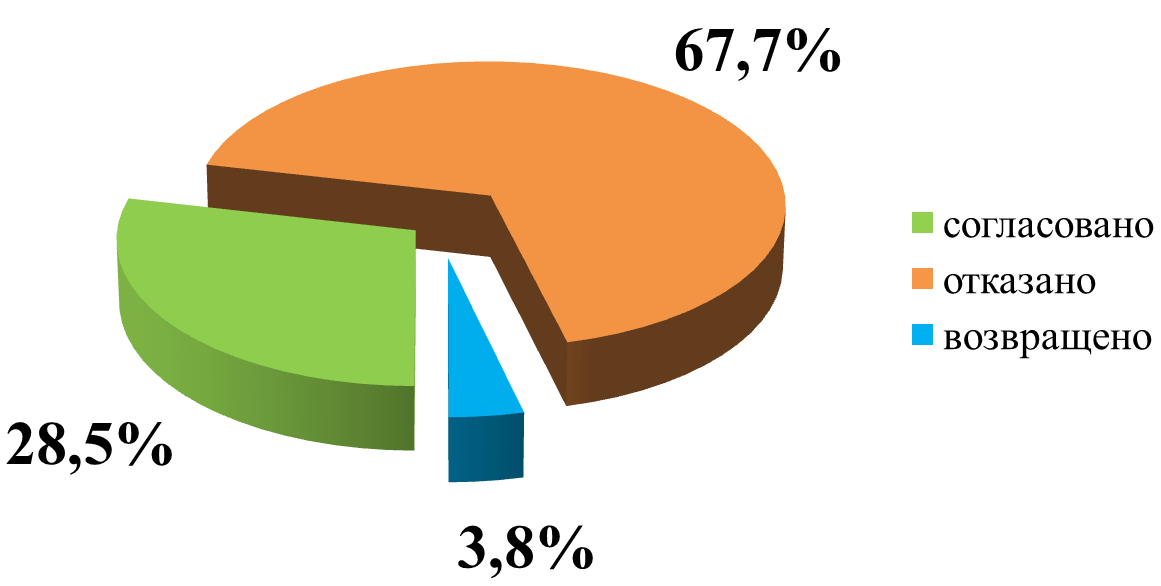 67,7%
согласовано
отказано
возвращено
28,5%
3,8%